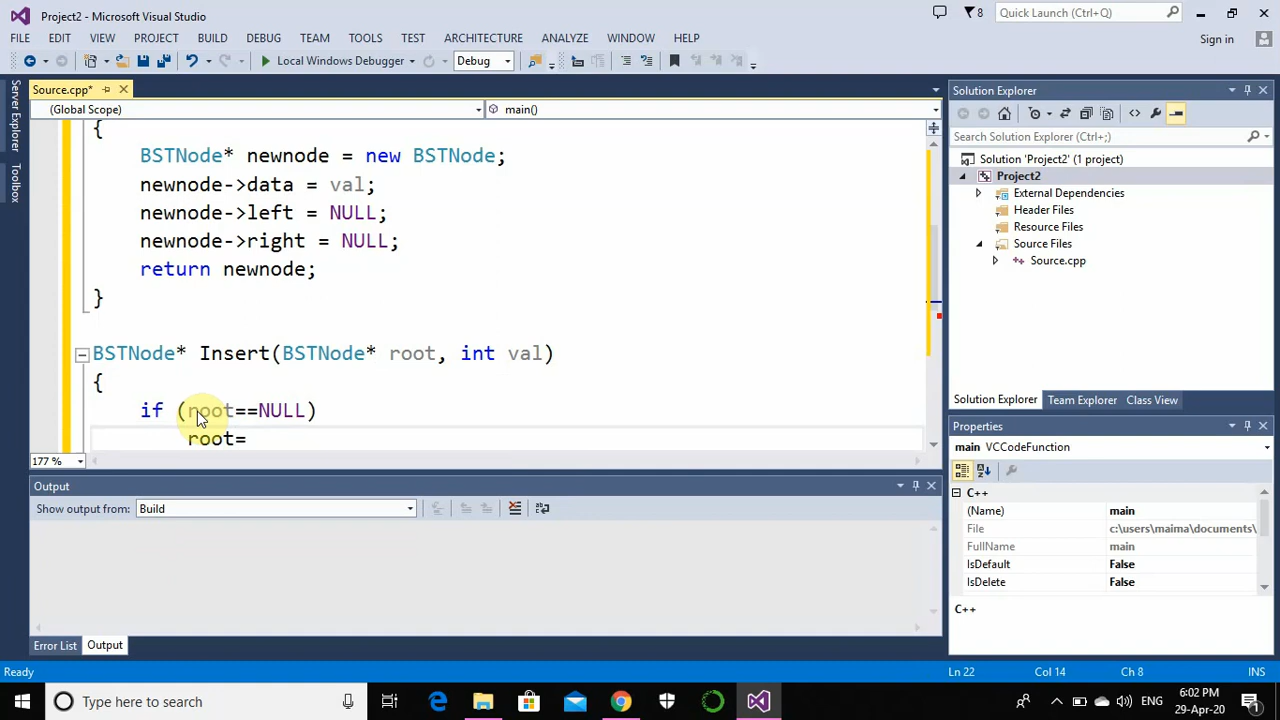 Project2 - Microsoft Visual Studio
8
Quick Launch (Ctrl+Q)
FILE EDIT VIEW PROJECT BUILD DEBUG TEAM TOOLS TEST ARCHITECTURE ANALYZE WINDOW HELP
Sign in
Local Windows Debugger
Debug
Server Explorer
Toolbox
Source.cpp*
(Global Scope)
main()
{
BSTNode* newnode = new BSTNode;
newnode->data = val;
newnode->left = NULL;
newnode->right = NULL;
return newnode;
}
BSTNode* Insert(BSTNode* root, int val)
{
if (root==NULL)
root=
177 %
Output
Show output from: Build
Error List Output
Solution Explorer
Search Solution Explorer (Ctrl+;)
Solution 'Project2' (1 project)
Project2
External Dependencies
Header Files
Resource Files
Source Files
Source.cpp
Solution Explorer Team Explorer Class View
Properties
main VCCodeFunction
C++
(Name) main
File c:\users\maima\documents\
FullName main
IsDefault False
IsDelete False
C++
Ready
Ln 22
Col 14
Ch 8
INS
Type here to search
ENG
6:02 PM
29-Apr-20
1